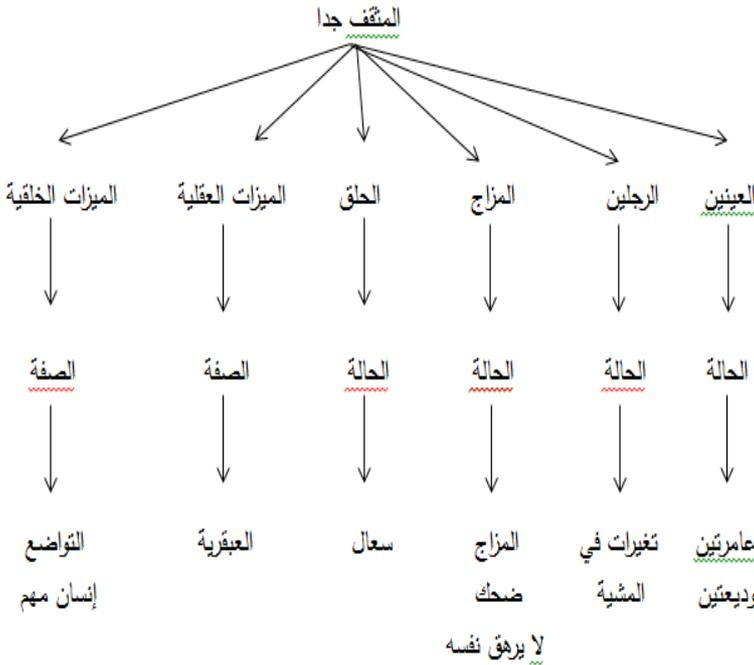 المثقف جدا
العينين الرجلين المزاج الحلق الميزات العقلية الميزات الخلقية
الحالة الحالة الحالة الحالة الصفة الصفة
عامرتين تغيرات في المزاج سعال العبقرية التواضع
وديعتين المشية ضحك إنسان مهم
لا يرهق نفسه